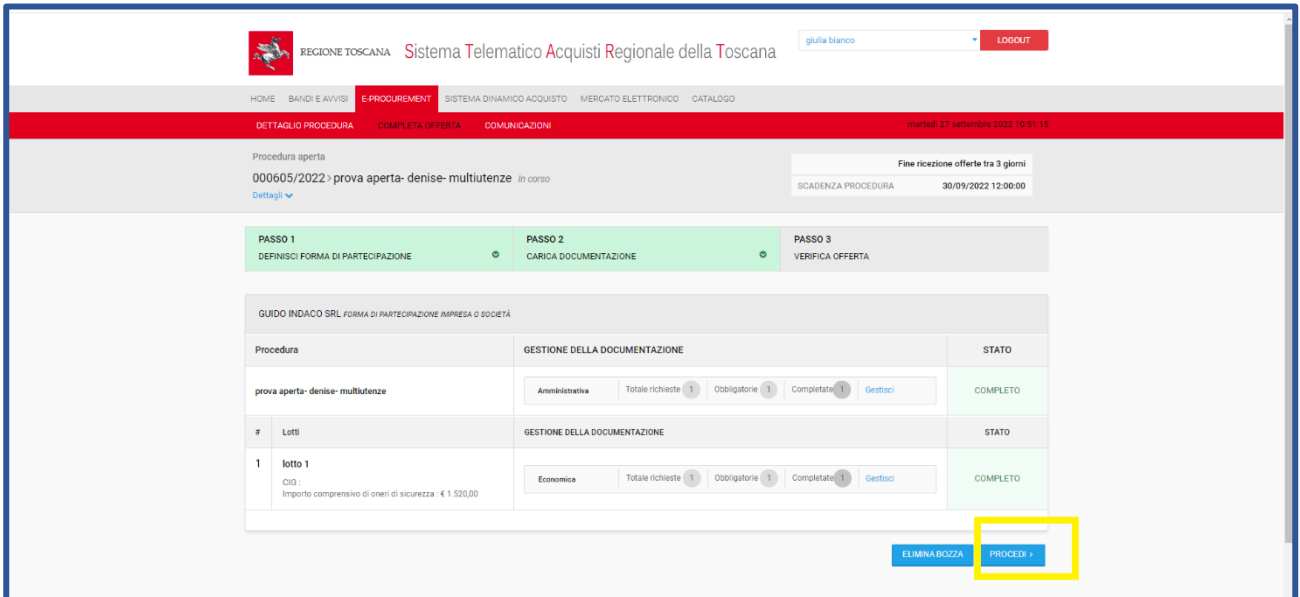 REGIONE TOSCANA Sistema Telematico Acquisti Regionale della Toscana
giulia bianco
LOGOUT
HOME BANDI E AVVISI E-PROCUREMENT SISTEMA DINAMICO ACQUISTO MERCATO ELETTRONICO CATALOGO
DETTAGLIO PROCEDURA COMPLETA OFFERTA COMUNICAZIONI martedì 27 settembre 2022 10:51:15
Procedura aperta
000605/2022 > prova aperta- denise- multiutenze In corso
Dettagli
Fine ricezione offerte tra 3 giorni
SCADENZA PROCEDURA 30/09/2022 12:00:00
PASSO 1
DEFINISCI FORMA DI PARTECIPAZIONE
PASSO 2
CARICA DOCUMENTAZIONE
PASSO 3
VERIFICA OFFERTA
GUIDO INDACO SRL FORMA DI PARTECIPAZIONE IMPRESA O SOCIETÀ
Procedura GESTIONE DELLA DOCUMENTAZIONE STATO
prova aperta- denise- multiutenze Amministrativa Totale richieste 1 Obbligatorie 1 Completate 1 Gestisci COMPLETO
# Lotti GESTIONE DELLA DOCUMENTAZIONE STATO
1 lotto 1
CIG :
Importo comprensivo di oneri di sicurezza : € 1.520,00
Economica Totale richieste 1 Obbligatorie 1 Completate 1 Gestisci COMPLETO
ELIMINA BOZZA PROCEDI >